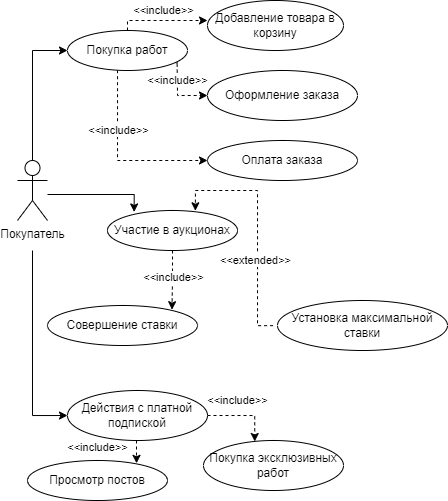 <<include>>
Добавление товара в
корзину
Покупка работ
<<include>>
Оформление заказа
<<include>>
Оплата заказа
Покупатель
Участие в аукционах
<<extended>>
<<include>>
Совершение ставки
Установка максимальной
ставки
Действия с платной
подпиской
<<include>>
<<include>>
Покупка эксклюзивных
работ
Просмотр постов